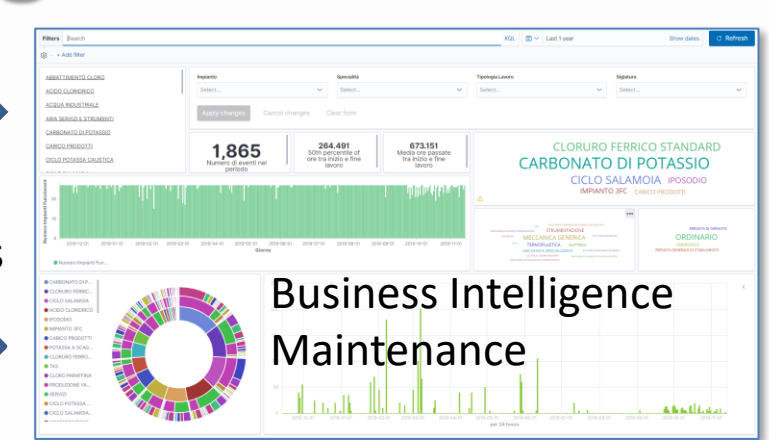 Filters Search KQL Last 1 year Show dates Refresh
+ Add filter
ABBATTIMENTO CLORO
ACIDO CLORIDRICO
ACQUA INDUSTRIALE
ARIA SERVIZI E STRUMENTI
CARBONATO DI POTASSIO
CARICO PRODOTTI
CICLO POTASSA CAUSTICA
Impianto Specialità Tipologia Lavoro Siglatura
Select... Select... Select... Select...
Apply changes Cancel changes Clear form
1,865
Numero di eventi nel
periodo
264.491
50th percentile of
ore tra inizio e fine
lavoro
673.151
Media ore passate
tra inizio e fine
lavoro
CLORURO FERRICO STANDARD
CARBONATO DI POTASSIO
CICLO SALAMOIA IPOSODIO
IMPIANTO 3FC CARICO PRODOTTI
Numero Impianti Funzionanti
Giorno
Numero Impianti Fun...
STRUMENTAZIONE
MECCANICA GENERICA
TERMOPLASTICA
ORDINARIO
CARBONATO DI P...
CLORURO FERRIC...
CICLO SALAMOIA
ACIDO CLORIDRICO
IPOSODIO
IMPIANTO 3FC
CARICO PRODOTTI
POTASSA A SCAG...
CLORURO FERRO...
TAS
CLORO PARAFFINA
PRODUZIONE VA...
SERVIZI
CICLO POTASSA ...
CICLO SALAMOIA...
Business Intelligence
Maintenance
per 24 hours
s